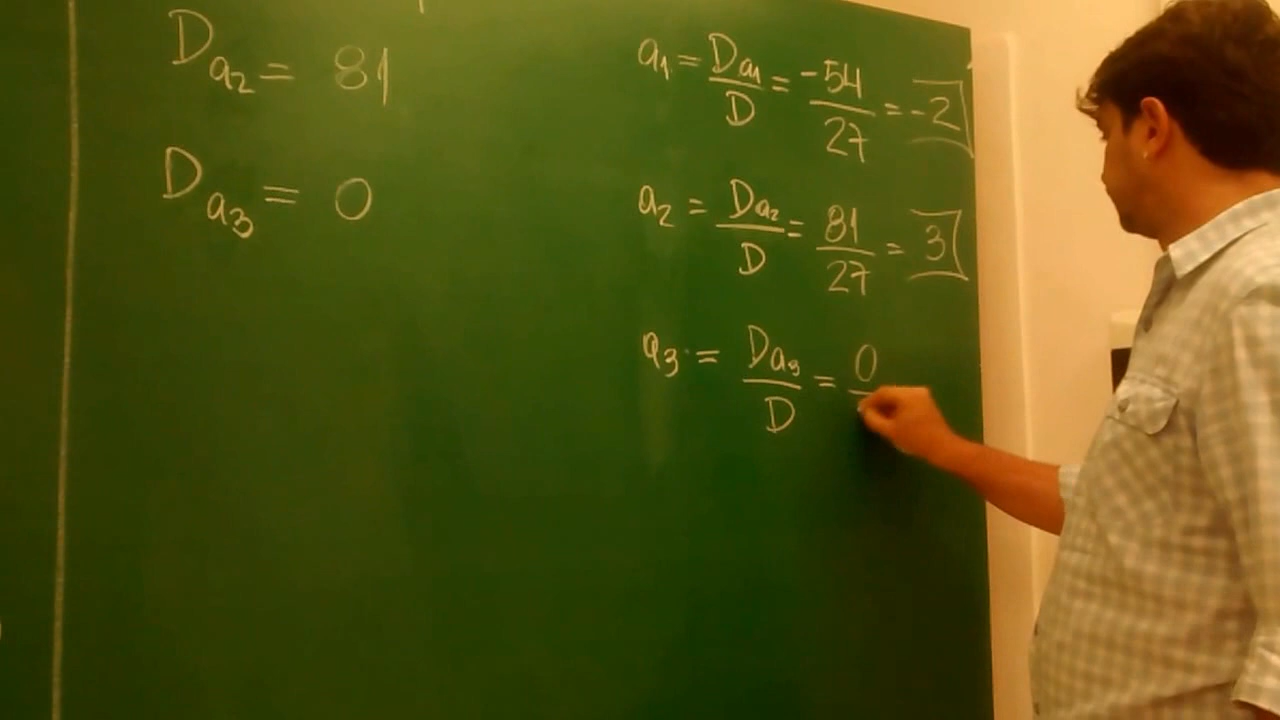 Da₂ = 81
Da₃ = 0
a₁ = Da₁/D = -54/27 = -2
a₂ = Da₂/D = 81/27 = 3
a₃ = Da₃/D = 0/